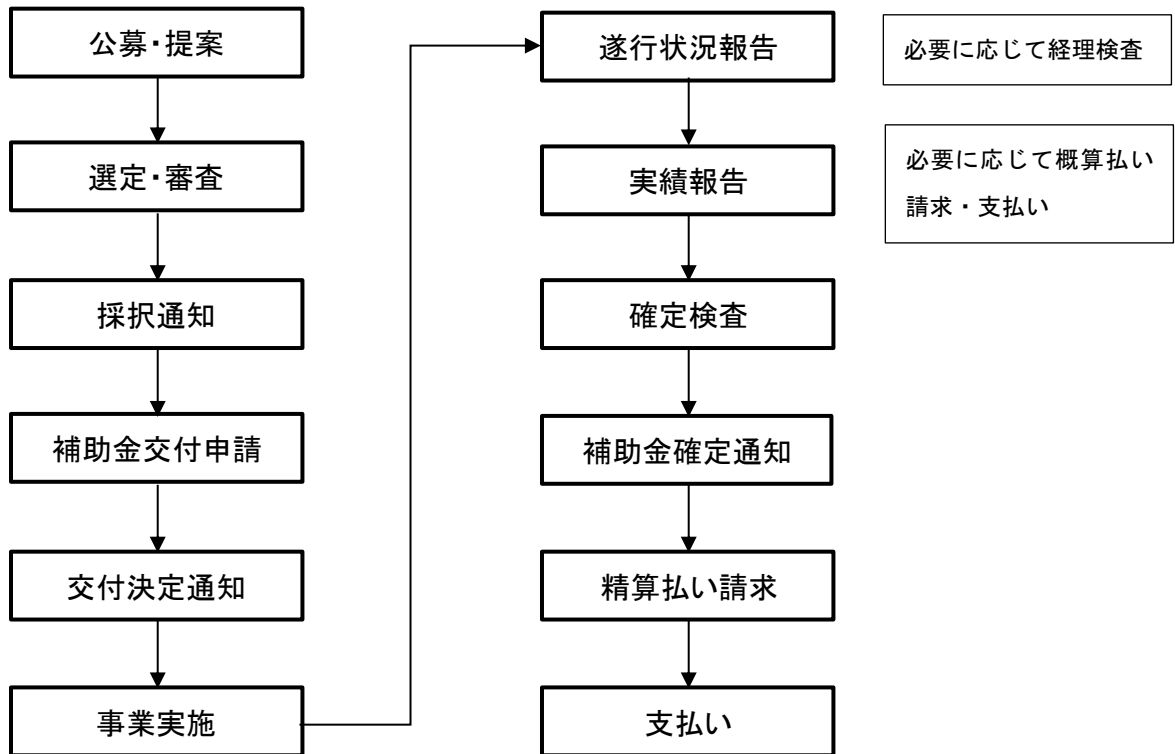 公募・提案
選定・審査
採択通知
補助金交付申請
交付決定通知
事業実施
遂行状況報告
実績報告
確定検査
補助金確定通知
精算払い請求
支払い
必要に応じて経理検査
必要に応じて概算払い
請求・支払い